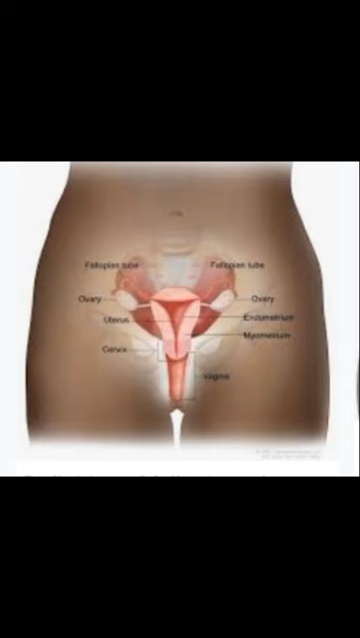 Fallopian tube Fallopian tube
Ovary Ovary
Uterus Endometrium
Myometrium
Cervix
Vagina